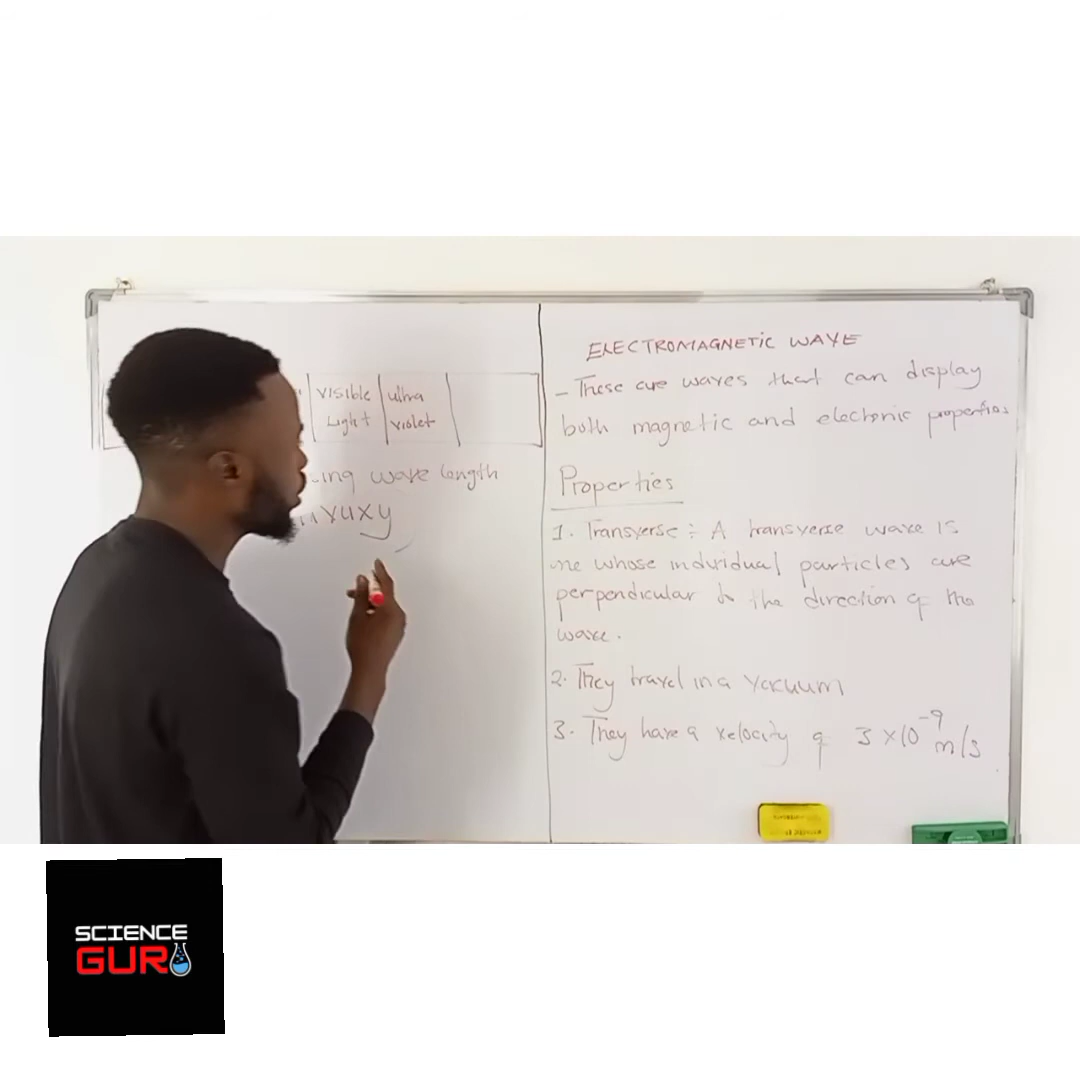 visible ultra
Light violet
wave length
vuxy
ELECTROMAGNETIC WAVE
- These are waves that can display
both magnetic and electronic properties
Properties
1. Transverse : A transverse wave is
one whose individual particles are
perpendicular to the direction of the
wave.
2. They travel in a vacuum
3. They have a velocity of 3 x 10⁻⁹ m/s
SCIENCE
GURU